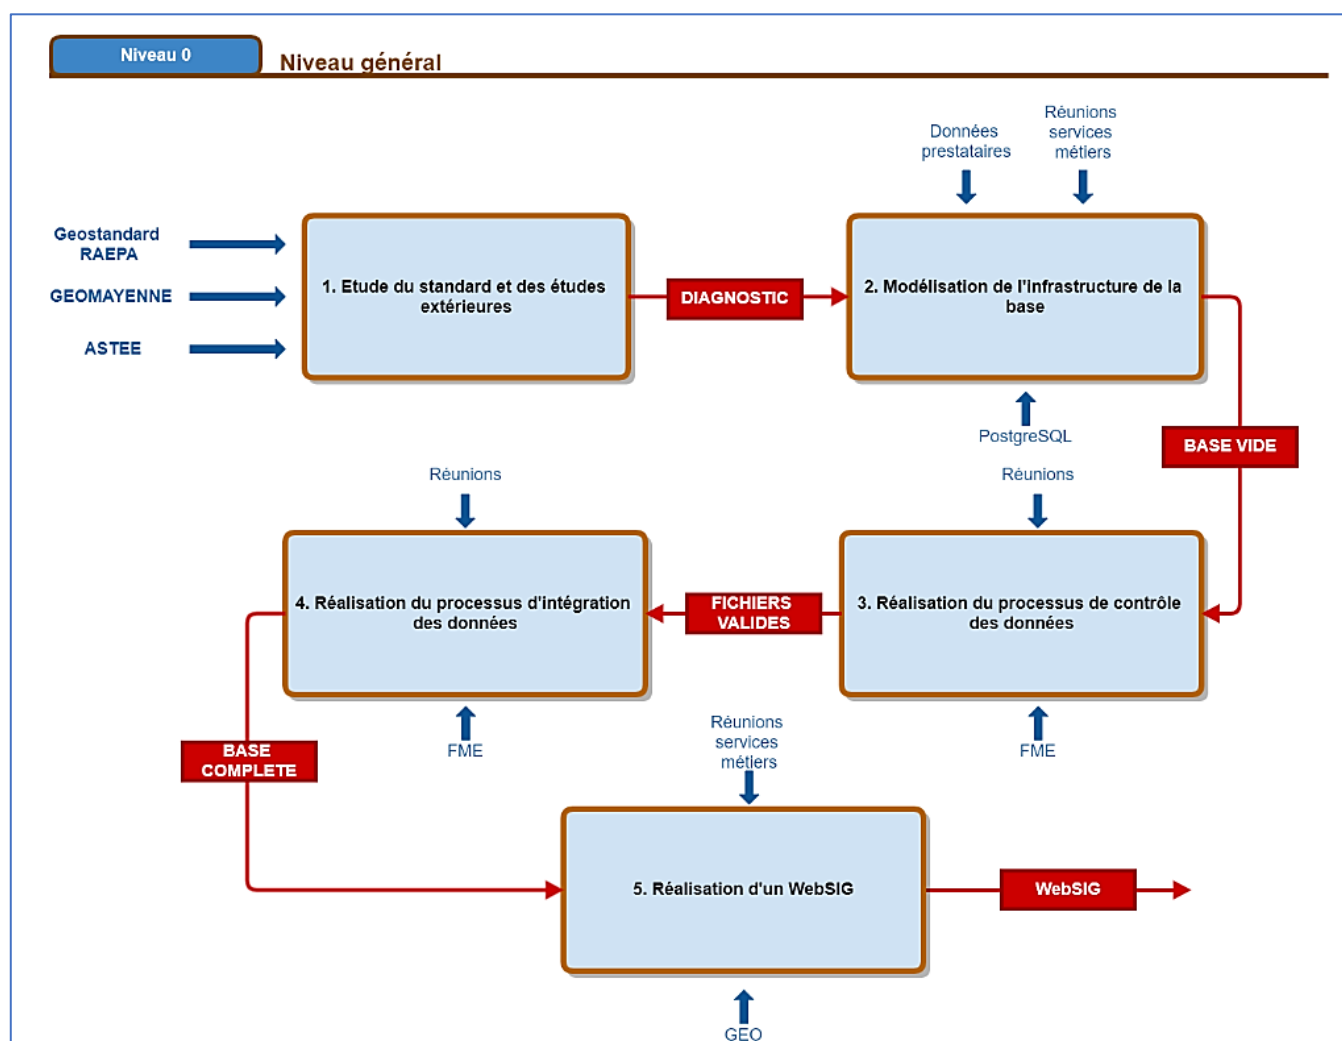 Niveau 0
Niveau général
Données
prestataires
Réunions
services
métiers
Geostandard
RAEPA
GEOMAYENNE
ASTEE
1. Etude du standard et des études
extérieures
DIAGNOSTIC
2. Modélisation de l'infrastructure de la
base
PostgreSQL
BASE VIDE
Réunions
3. Réalisation du processus de contrôle
des données
FME
FICHIERS
VALIDES
Réunions
4. Réalisation du processus d'intégration
des données
FME
BASE
COMPLETE
Réunions
services
métiers
5. Réalisation d'un WebSIG
WebSIG
GEO